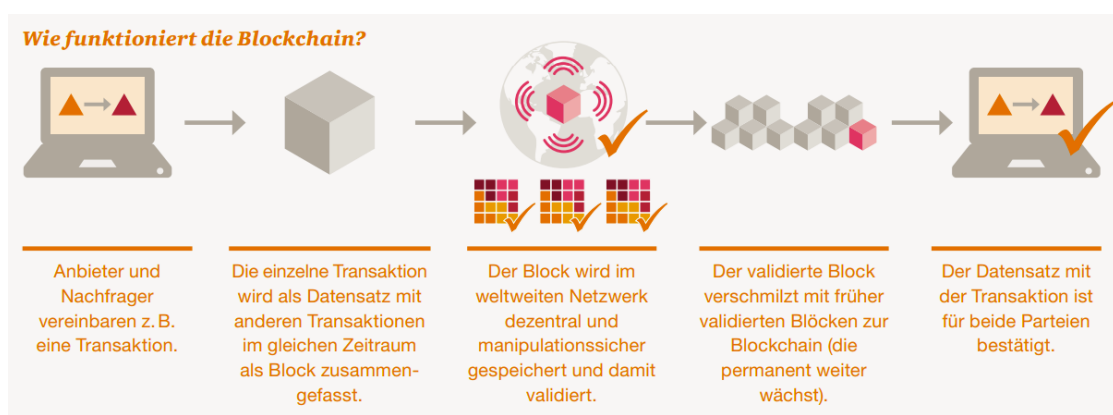 Wie funktioniert die Blockchain?
Anbieter und
Nachfrager
vereinbaren z. B.
eine Transaktion.
Die einzelne Transaktion
wird als Datensatz mit
anderen Transaktionen
im gleichen Zeitraum
als Block zusammen-
gefasst.
Der Block wird im
weltweiten Netzwerk
dezentral und
manipulationssicher
gespeichert und damit
validiert.
Der validierte Block
verschmilzt mit früher
validierten Blöcken zur
Blockchain (die
permanent weiter
wächst).
Der Datensatz mit
der Transaktion ist
für beide Parteien
bestätigt.